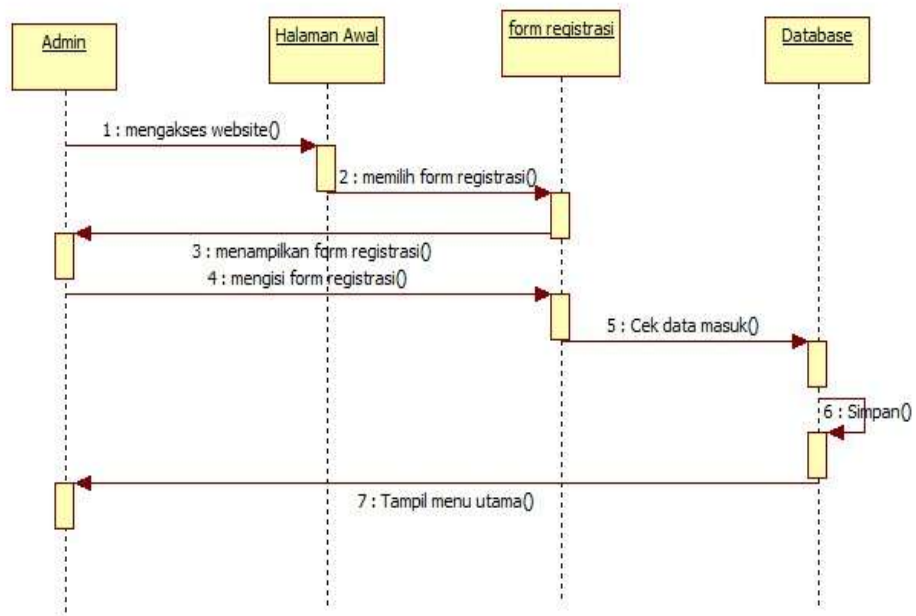 Admin
Halaman Awal
form registrasi
Database
1 : mengakses website()
2 : memilih form registrasi()
3 : menampilkan form registrasi()
4 : mengisi form registrasi()
5 : Cek data masuk()
6 : Simpan()
7 : Tampil menu utama()